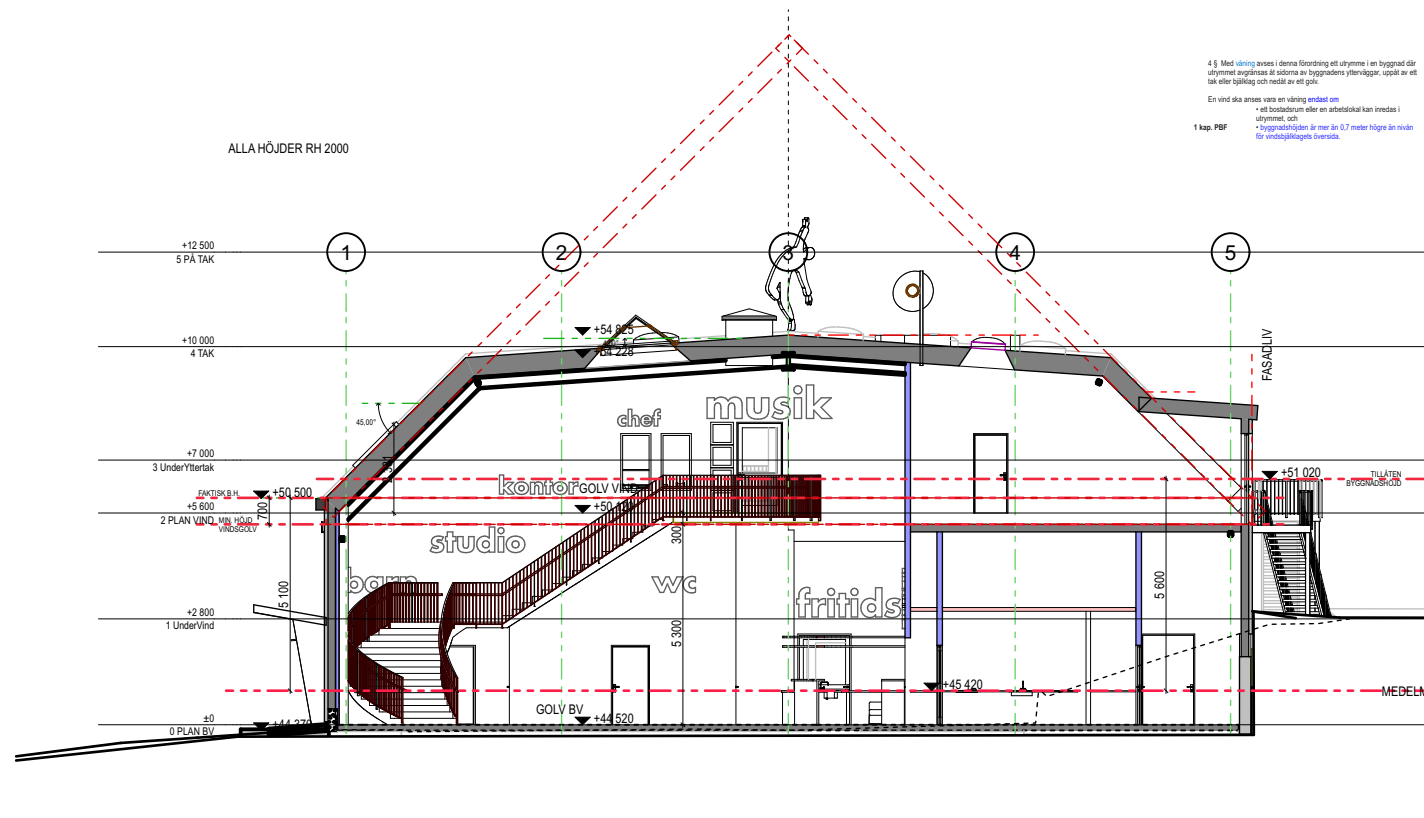 4 § Med våning avses i denna förordning ett utrymme i en byggnad där
utrymmet avgränsas åt sidorna av byggnadens ytterväggar, uppåt av ett
tak eller bjälklag och nedåt av ett golv.
En vind ska anses vara en våning endast om
• ett bostadsrum eller en arbetslokal kan inredas i
utrymmet, och
1 kap. PBF
• byggnadshöjden är mer än 0,7 meter högre än nivån
för vindsbjälklagets översida.
ALLA HÖJDER RH 2000
+12 500
5 PÅ TAK
1
2
3
4
5
+54 825
+54 228
+10 000
4 TAK
FASADLIV
45,00°
chef
musik
+7 000
3 UnderYttertak
+51 020
TILLÅTEN
BYGGNADSHÖJD
FAKTISK B.H.
+50 500
kontor
GOLV VIND
700
+5 600
2 PLAN VIND
MIN. HÖJD
VINDSGOLV
studio
300
barn
wc
5 100
5 600
fritids
+2 800
1 UnderVind
5 300
+45 420
MEDELM
GOLV BV
+44 520
±0
0 PLAN BV
+44 370